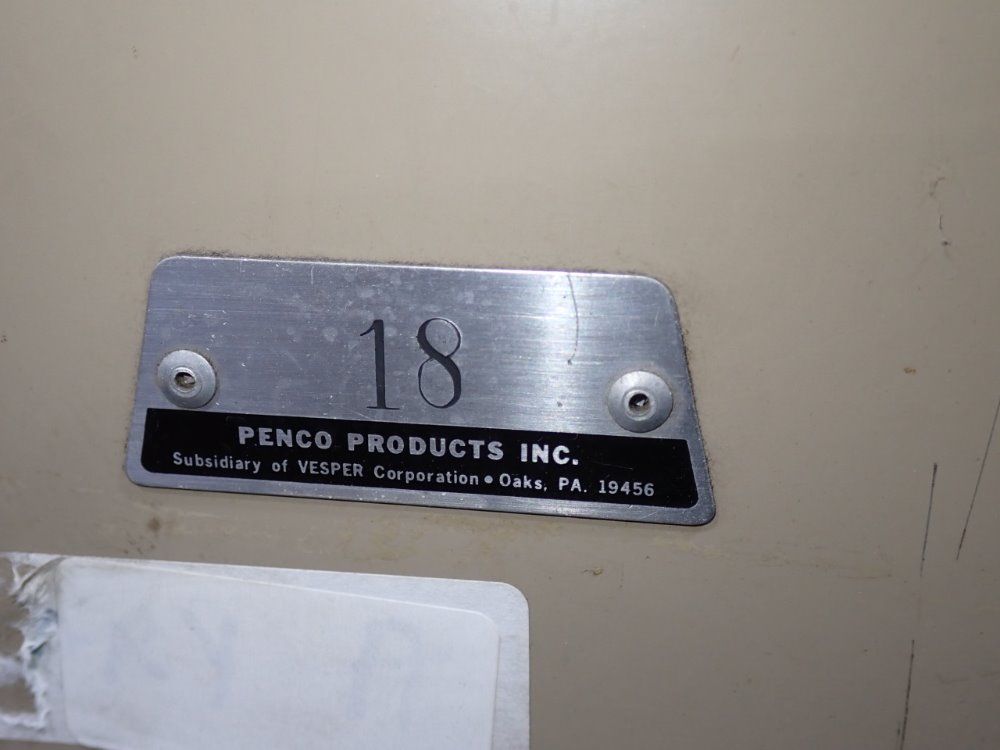 18
PENCO PRODUCTS INC.
Subsidiary of VESPER Corporation • Oaks, PA. 19456